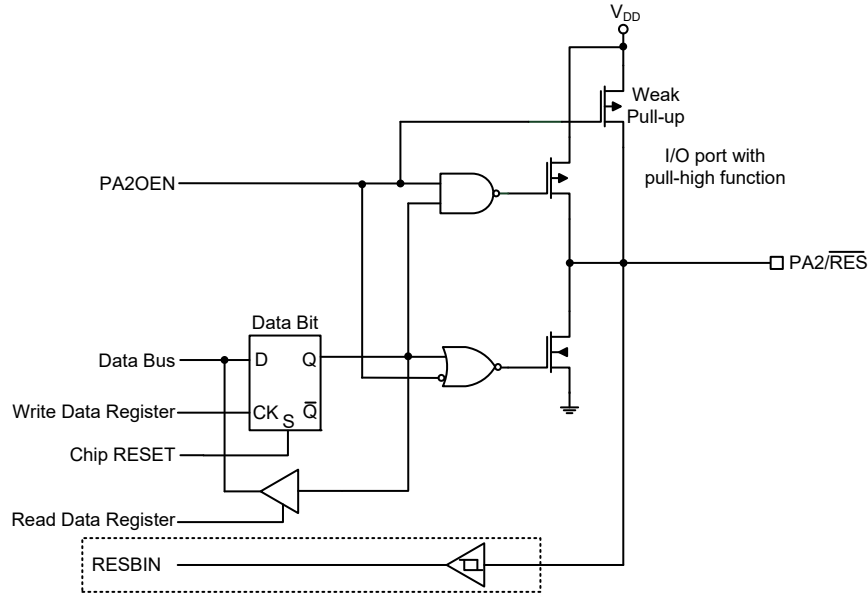 VDD
Weak
Pull-up
I/O port with
pull-high function
PA2OEN
PA2/R̅E̅S̅
Data Bit
Data Bus
D
Q
Write Data Register
CK
S
Q̅
Chip RESET
Read Data Register
RESBIN